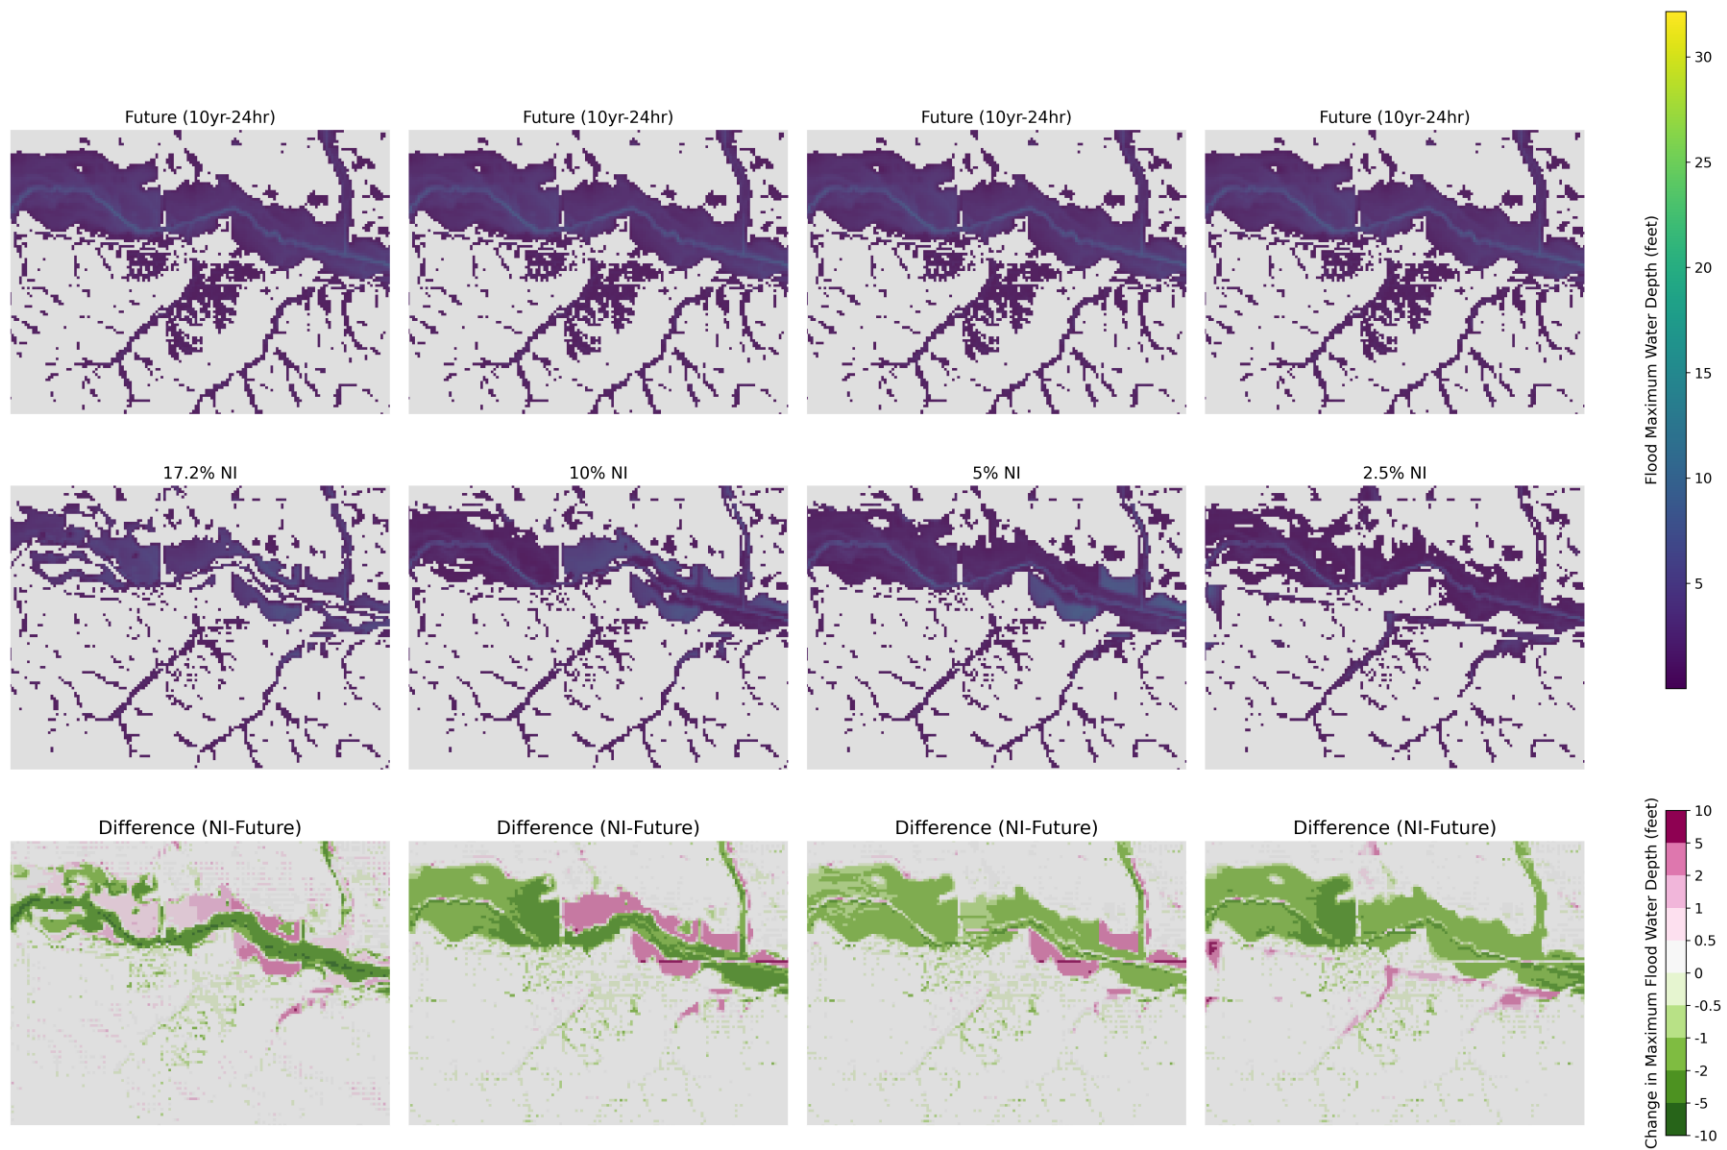 Future (10yr-24hr)
Future (10yr-24hr)
Future (10yr-24hr)
Future (10yr-24hr)
30
25
20
15
10
5
Flood Maximum Water Depth (feet)
17.2% NI
10% NI
5% NI
2.5% NI
Difference (NI-Future)
Difference (NI-Future)
Difference (NI-Future)
Difference (NI-Future)
10
5
2
1
0.5
0
-0.5
-1
-2
-5
-10
Change in Maximum Flood Water Depth (feet)